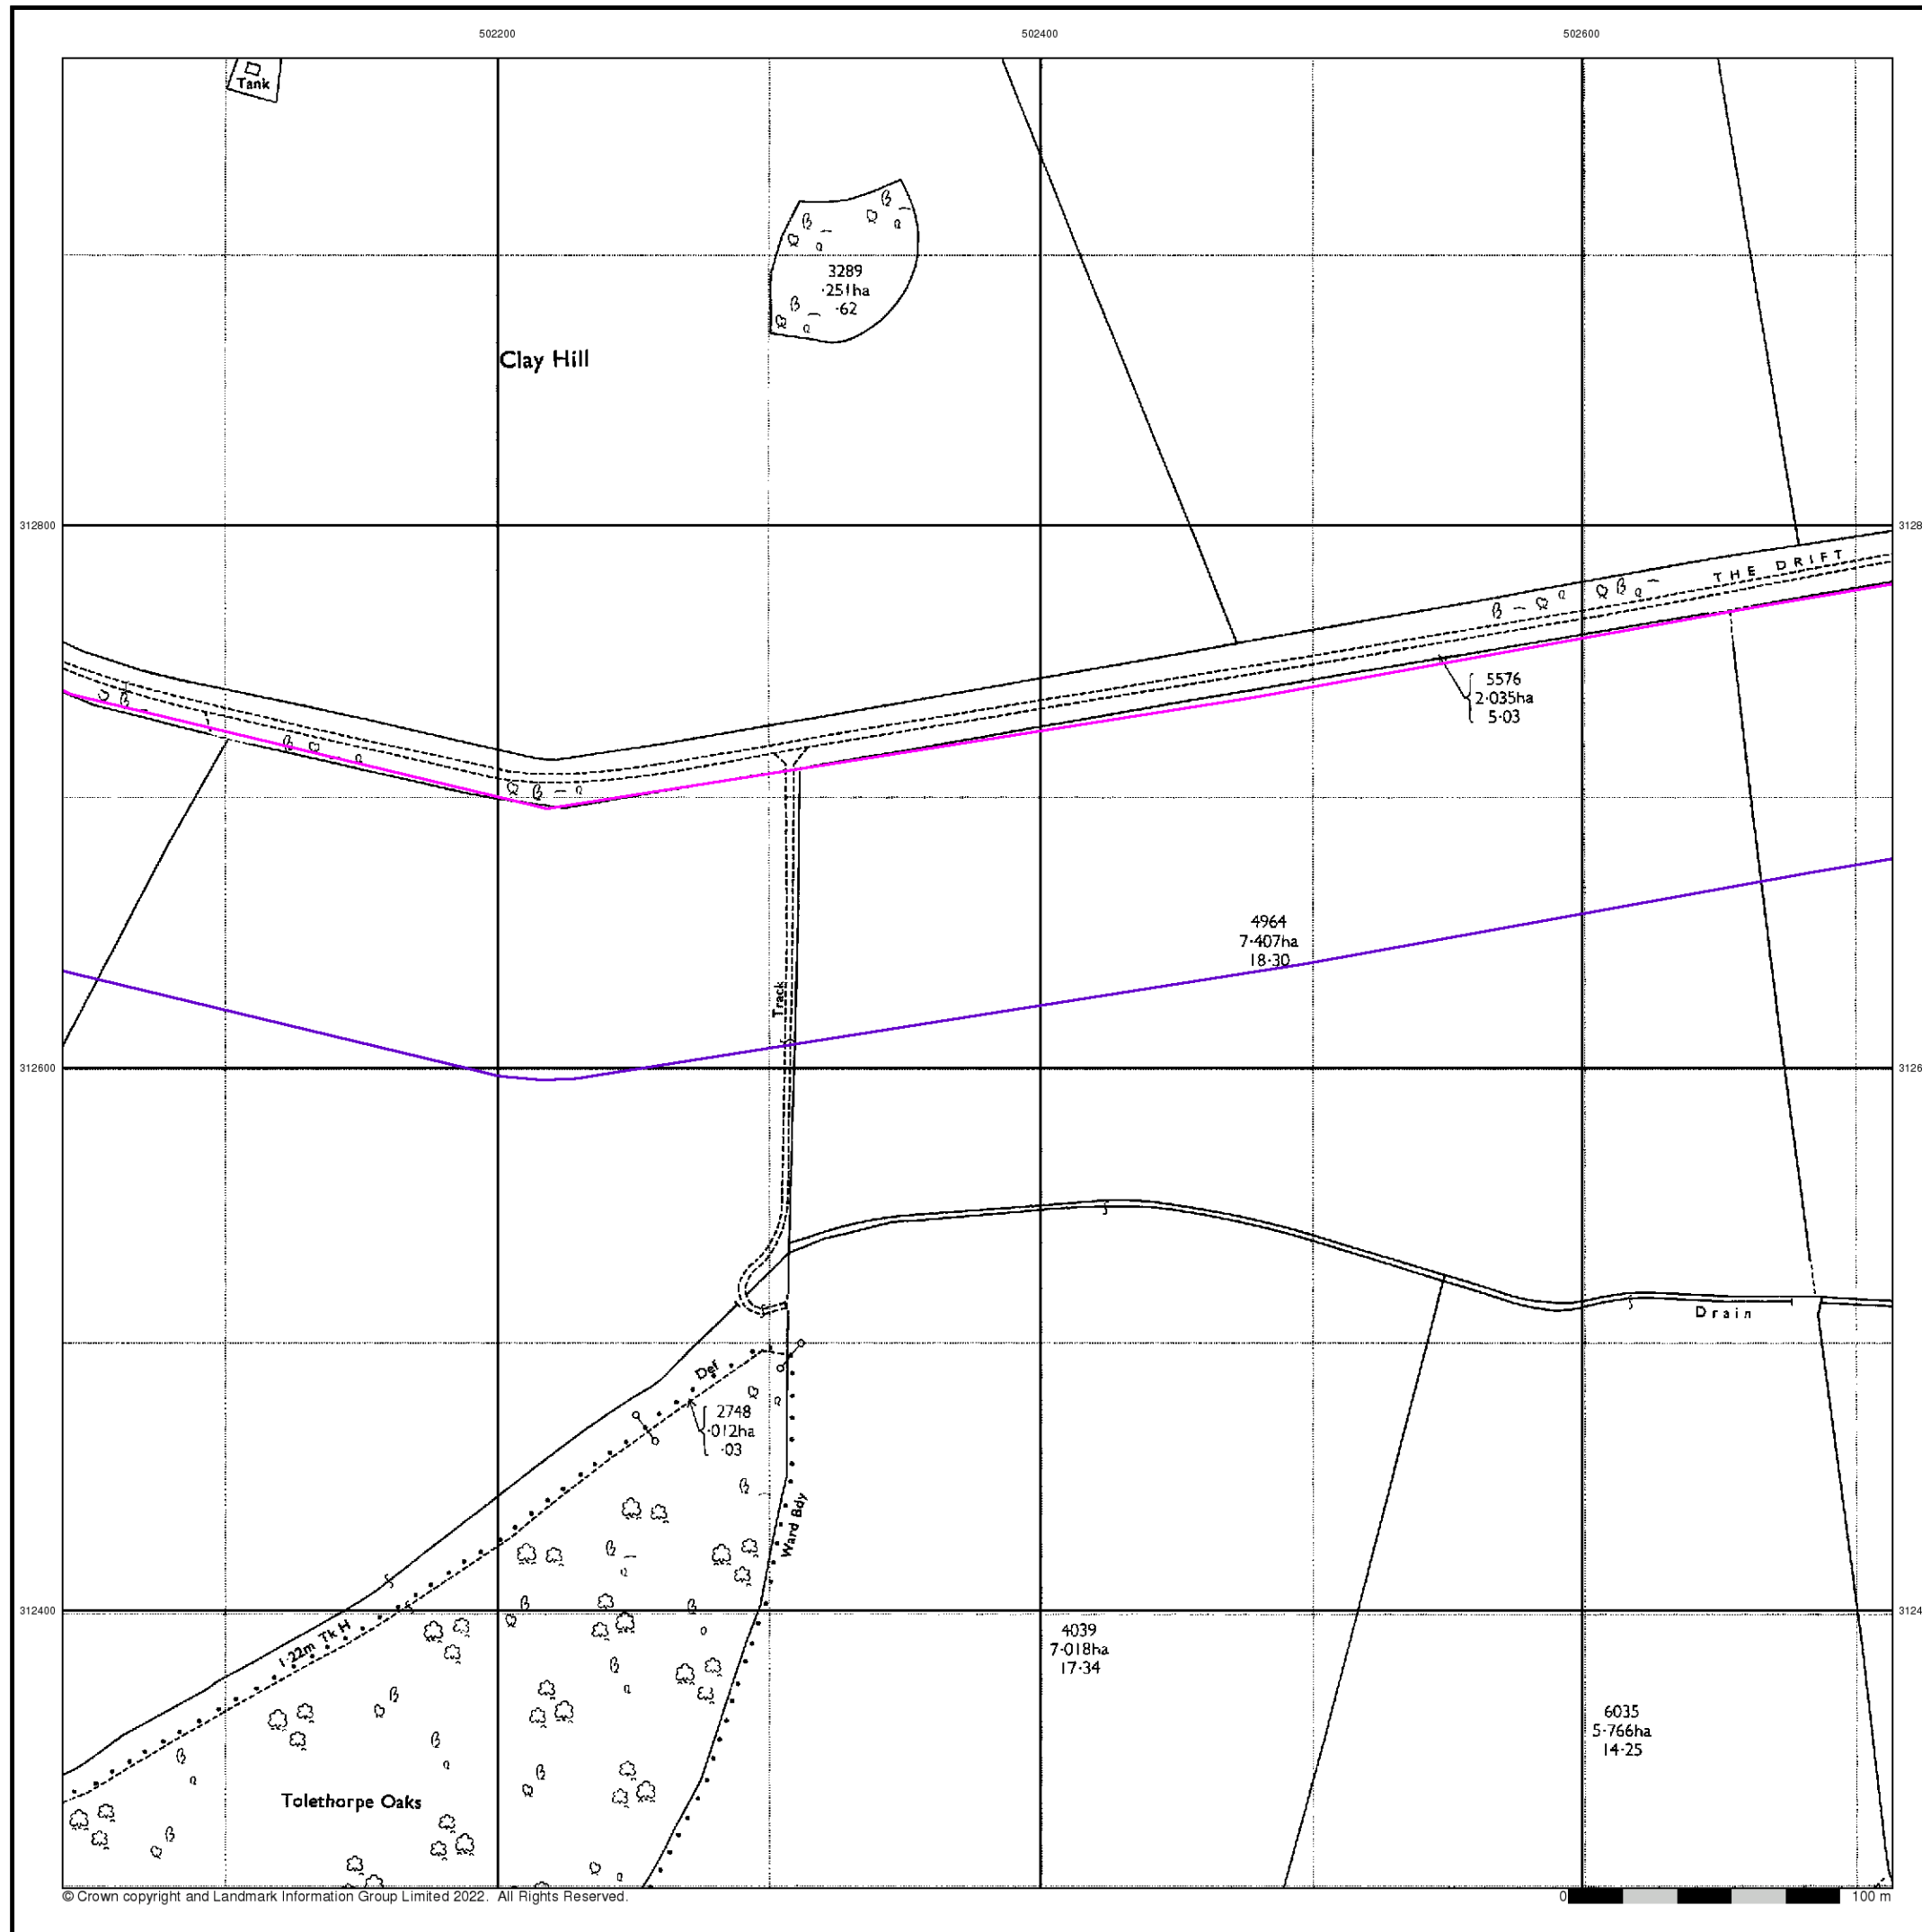 502200
502400
502600
Tank
3289
·251ha
·62
Clay Hill
312800
3128
THE DRIFT
5576
2·035ha
5·03
4964
7·407ha
18·30
Track
312600
3126
Drain
Def
2748
·012ha
·03
Ward Bdy
312400
3124
1·22m Tk H
4039
7·018ha
17·34
6035
5·766ha
14·25
Tolethorpe Oaks
© Crown copyright and Landmark Information Group Limited 2022. All Rights Reserved.
0 100 m